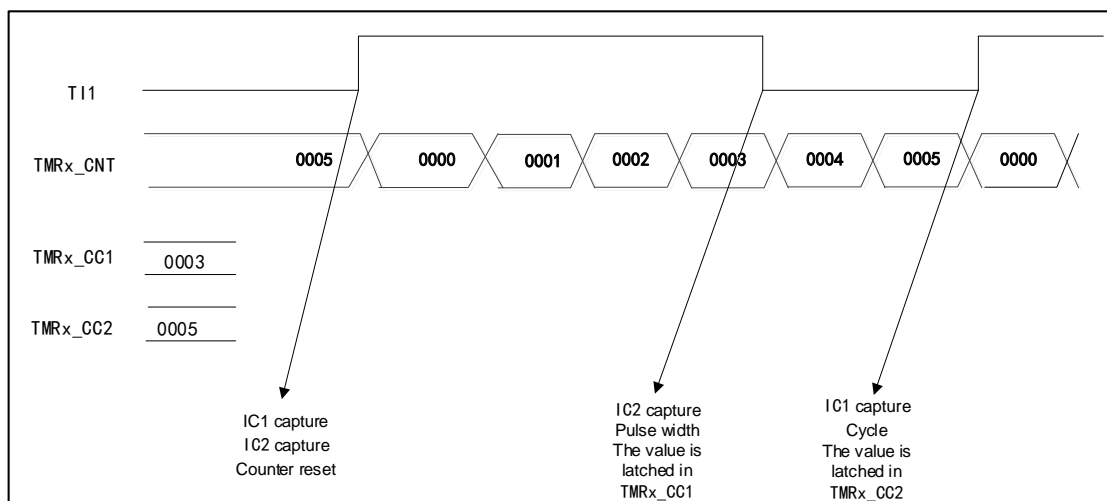 TI1
TMRx_CNT 0005 0000 0001 0002 0003 0004 0005 0000
TMRx_CC1 0003
TMRx_CC2 0005
IC1 capture
IC2 capture
Counter reset
IC2 capture
Pulse width
The value is
latched in
TMRx_CC1
IC1 capture
Cycle
The value is
latched in
TMRx_CC2